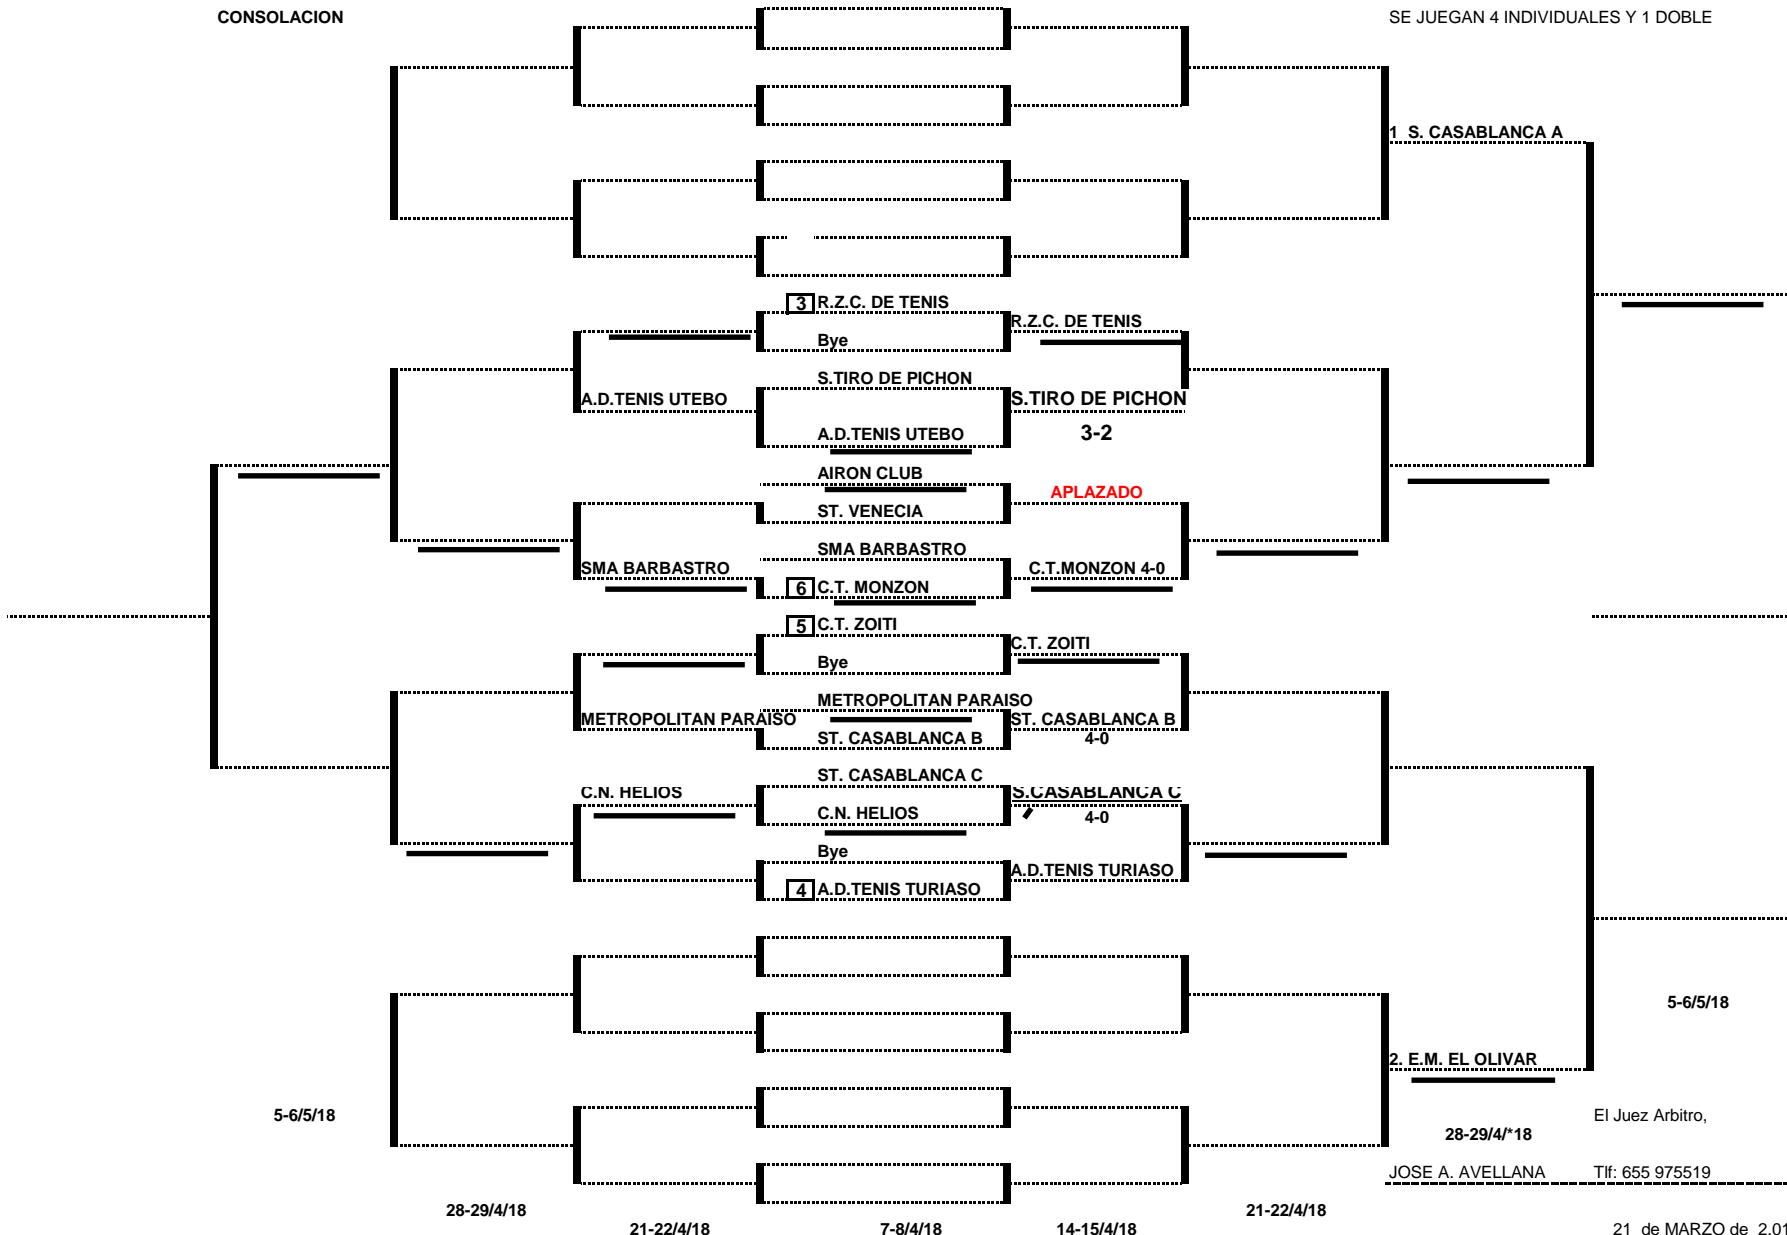 CONSOLACION
SE JUEGAN 4 INDIVIDUALES Y 1 DOBLE
1 S. CASABLANCA A
3 R.Z.C. DE TENIS
R.Z.C. DE TENIS
Bye
S.TIRO DE PICHON
A.D.TENIS UTEBO
S.TIRO DE PICHON
A.D.TENIS UTEBO
3-2
AIRON CLUB
APLAZADO
ST. VENECIA
SMA BARBASTRO
SMA BARBASTRO
C.T.MONZON 4-0
6 C.T. MONZON
5 C.T. ZOITI
C.T. ZOITI
Bye
METROPOLITAN PARAISO
METROPOLITAN PARAISO
ST. CASABLANCA B
ST. CASABLANCA B
4-0
ST. CASABLANCA C
C.N. HELIOS
S.CASABLANCA C
C.N. HELIOS
4-0
Bye
A.D.TENIS TURIASO
4 A.D.TENIS TURIASO
5-6/5/18
2. E.M. EL OLIVAR
5-6/5/18
El Juez Arbitro,
28-29/4/*18
JOSE A. AVELLANA
Tlf: 655 975519
28-29/4/18
21-22/4/18
21-22/4/18
7-8/4/18
14-15/4/18
21 de MARZO de 2.01